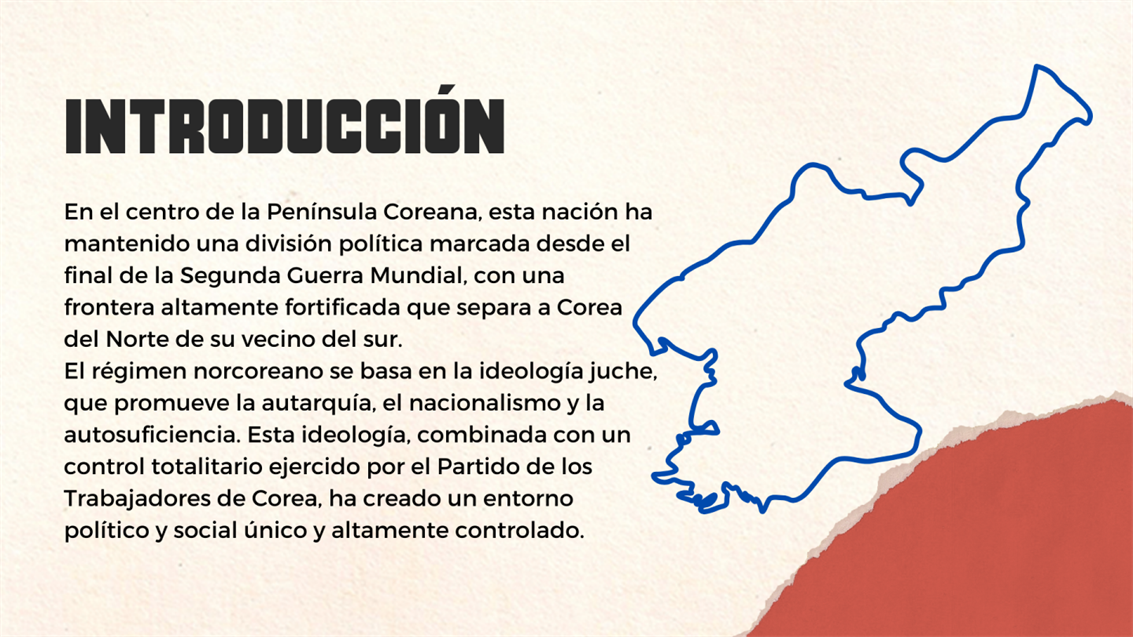 INTRODUCCIÓN
En el centro de la Península Coreana, esta nación ha
mantenido una división política marcada desde el
final de la Segunda Guerra Mundial, con una
frontera altamente fortificada que separa a Corea
del Norte de su vecino del sur.
El régimen norcoreano se basa en la ideología juche,
que promueve la autarquía, el nacionalismo y la
autosuficiencia. Esta ideología, combinada con un
control totalitario ejercido por el Partido de los
Trabajadores de Corea, ha creado un entorno
político y social único y altamente controlado.